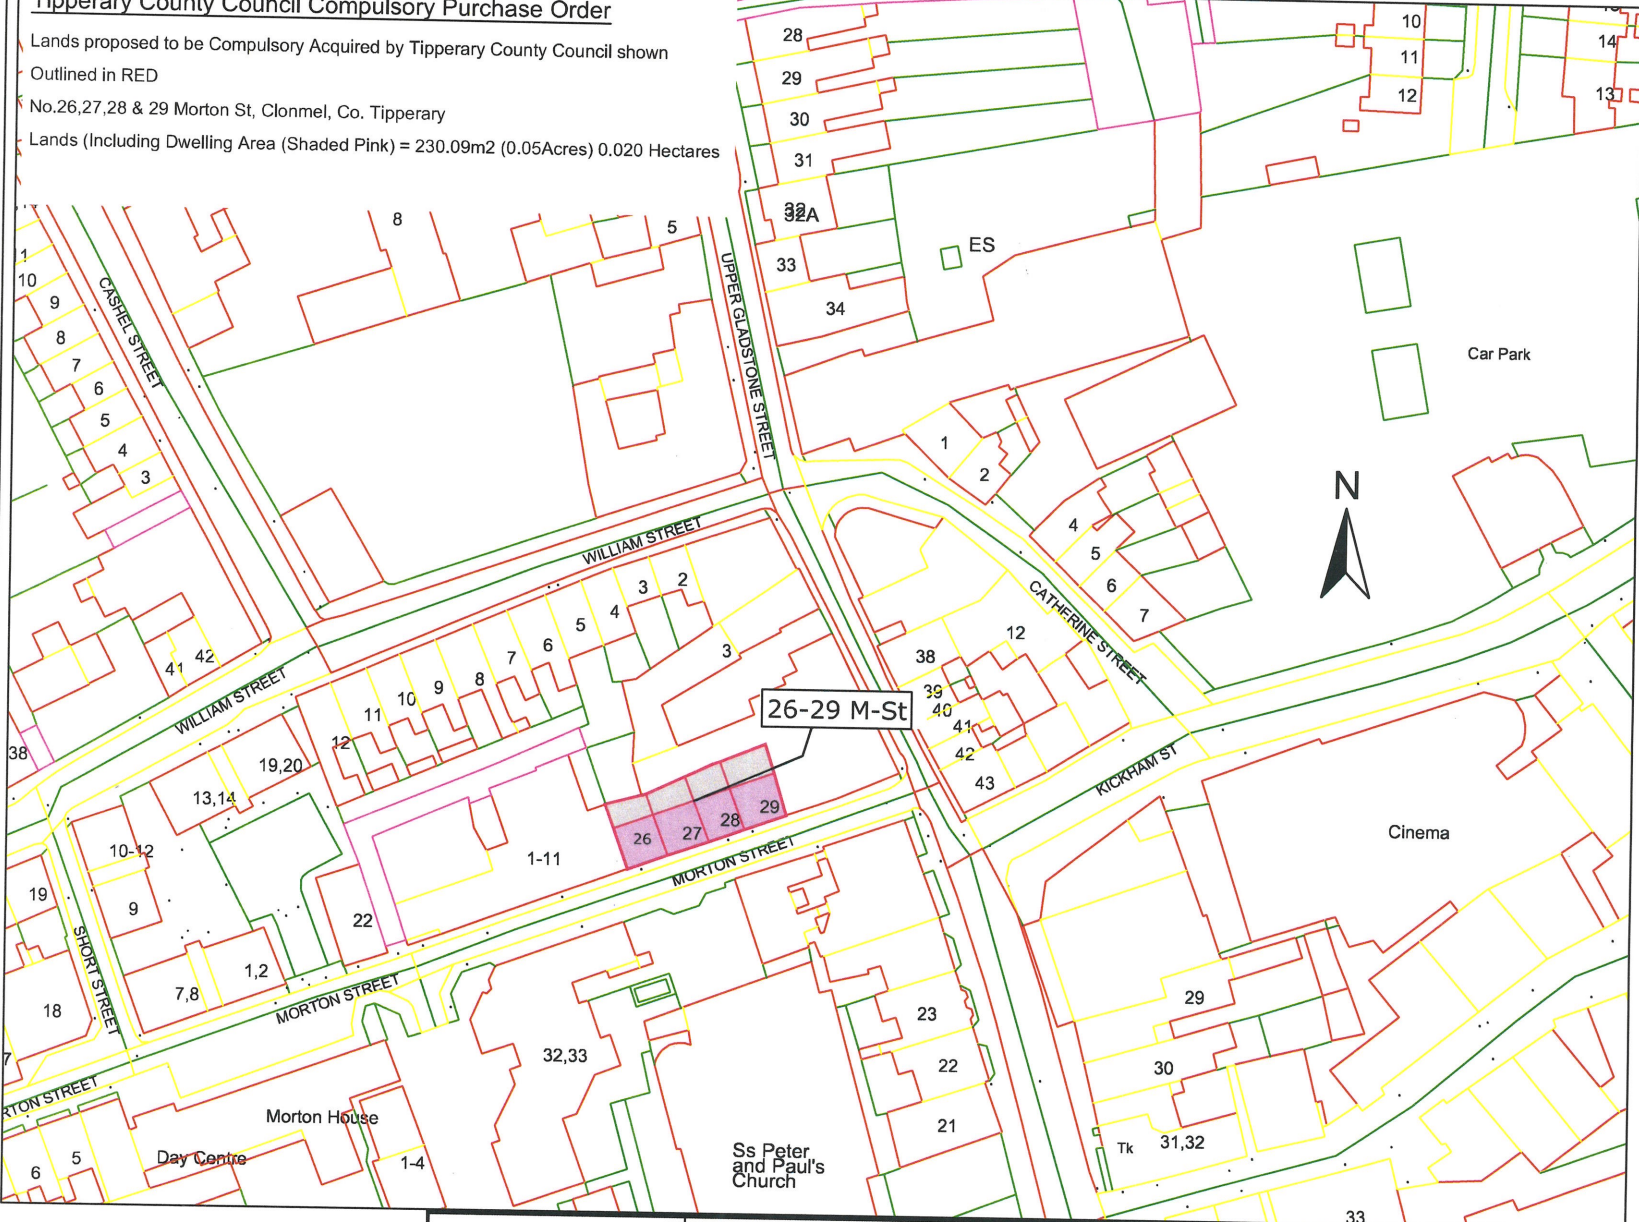 Tipperary County Council Compulsory Purchase Order
Lands proposed to be Compulsory Acquired by Tipperary County Council shown
Outlined in RED
No.26,27,28 & 29 Morton St, Clonmel, Co. Tipperary
Lands (Including Dwelling Area (Shaded Pink) = 230.09m2 (0.05Acres) 0.020 Hectares
28
29
30
31
32
32A
33
34
ES
10
11
12
14
13
Car Park
8
5
UPPER GLADSTONE STREET
CASHEL STREET
10
9
8
7
6
5
4
3
1
2
4
5
6
7
N
WILLIAM STREET
2
3
4
5
6
7
8
9
10
11
12
3
CATHERINE STREET
12
38
39
40
41
42
43
KICKHAM ST
Cinema
41
42
WILLIAM STREET
38
19,20
13,14
10-12
9
19
18
SHORT STREET
7,8
1,2
22
1-11
26-29 M-St
26
27
28
29
MORTON STREET
MORTON STREET
RTON STREET
7
6
5
Day Centre
Morton House
1-4
32,33
Ss Peter
and Paul's
Church
23
22
21
29
30
Tk
31,32
33